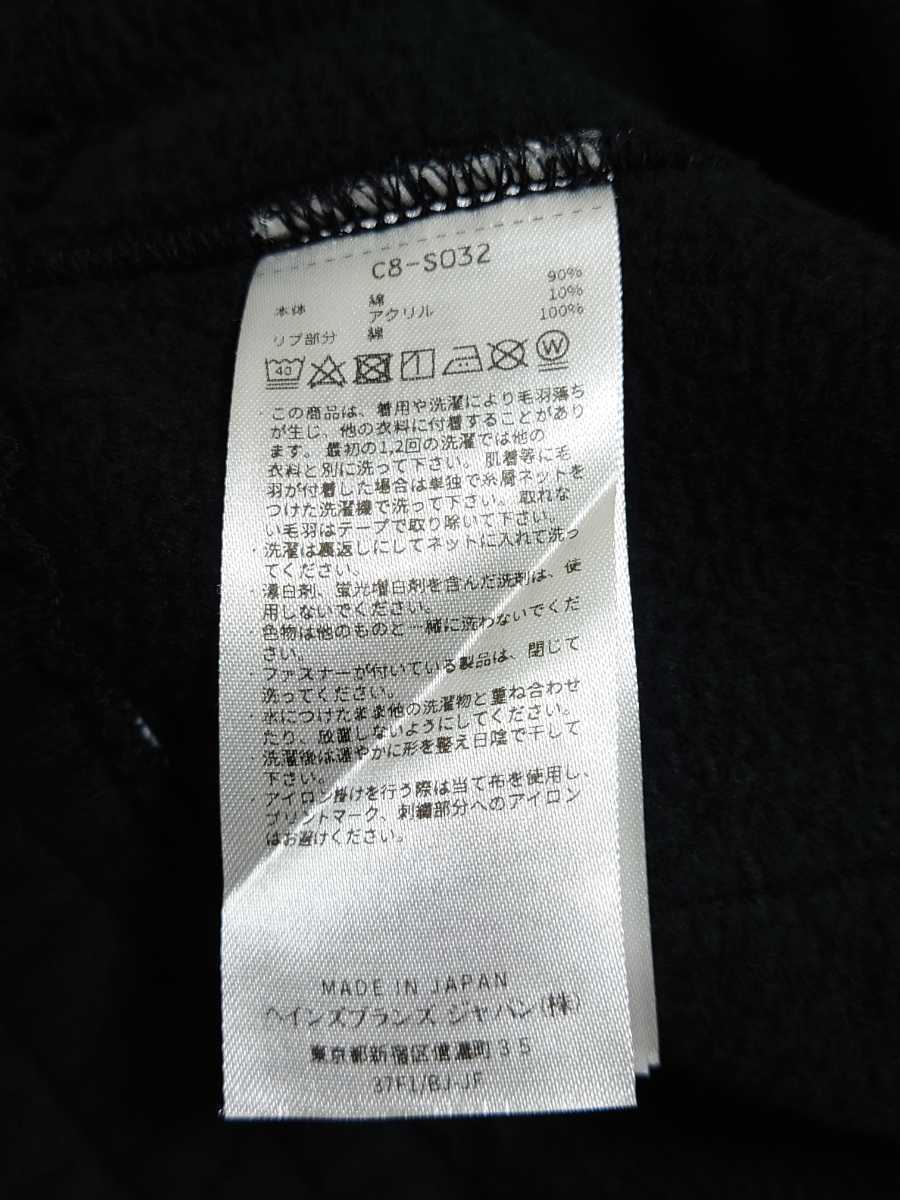 C8-S032
本体 綿 90%
アクリル 10%
リブ部分 綿 100%
40 1 W
・この商品は、着用や洗濯により毛羽落ち
が生じ、他の衣料に付着することがあり
ます。最初の1,2回の洗濯では他の
衣料と別に洗って下さい。肌着等に毛
羽が付着した場合は単独で糸屑ネットを
つけた洗濯機で洗って下さい。取れな
い毛羽はテープで取り除いて下さい。
・洗濯は裏返しにしてネットに入れて洗っ
てください。
・漂白剤、蛍光増白剤を含んだ洗剤は、使
用しないでください。
・色物は他のものと一緒に洗わないでくだ
さい。
・ファスナーが付いている製品は、閉じて
洗ってください。
・水につけたまま他の洗濯物と重ね合わせ
たり、放置しないようにしてください。
・洗濯後は速やかに形を整え日陰で干して
下さい。
・アイロン掛けを行う際は当て布を使用し、
プリントマーク、刺繍部分へのアイロン
はお避けください。
MADE IN JAPAN
ヘインズブランズ ジャパン(株)
東京都新宿区信濃町35
37F1/BJ-JF